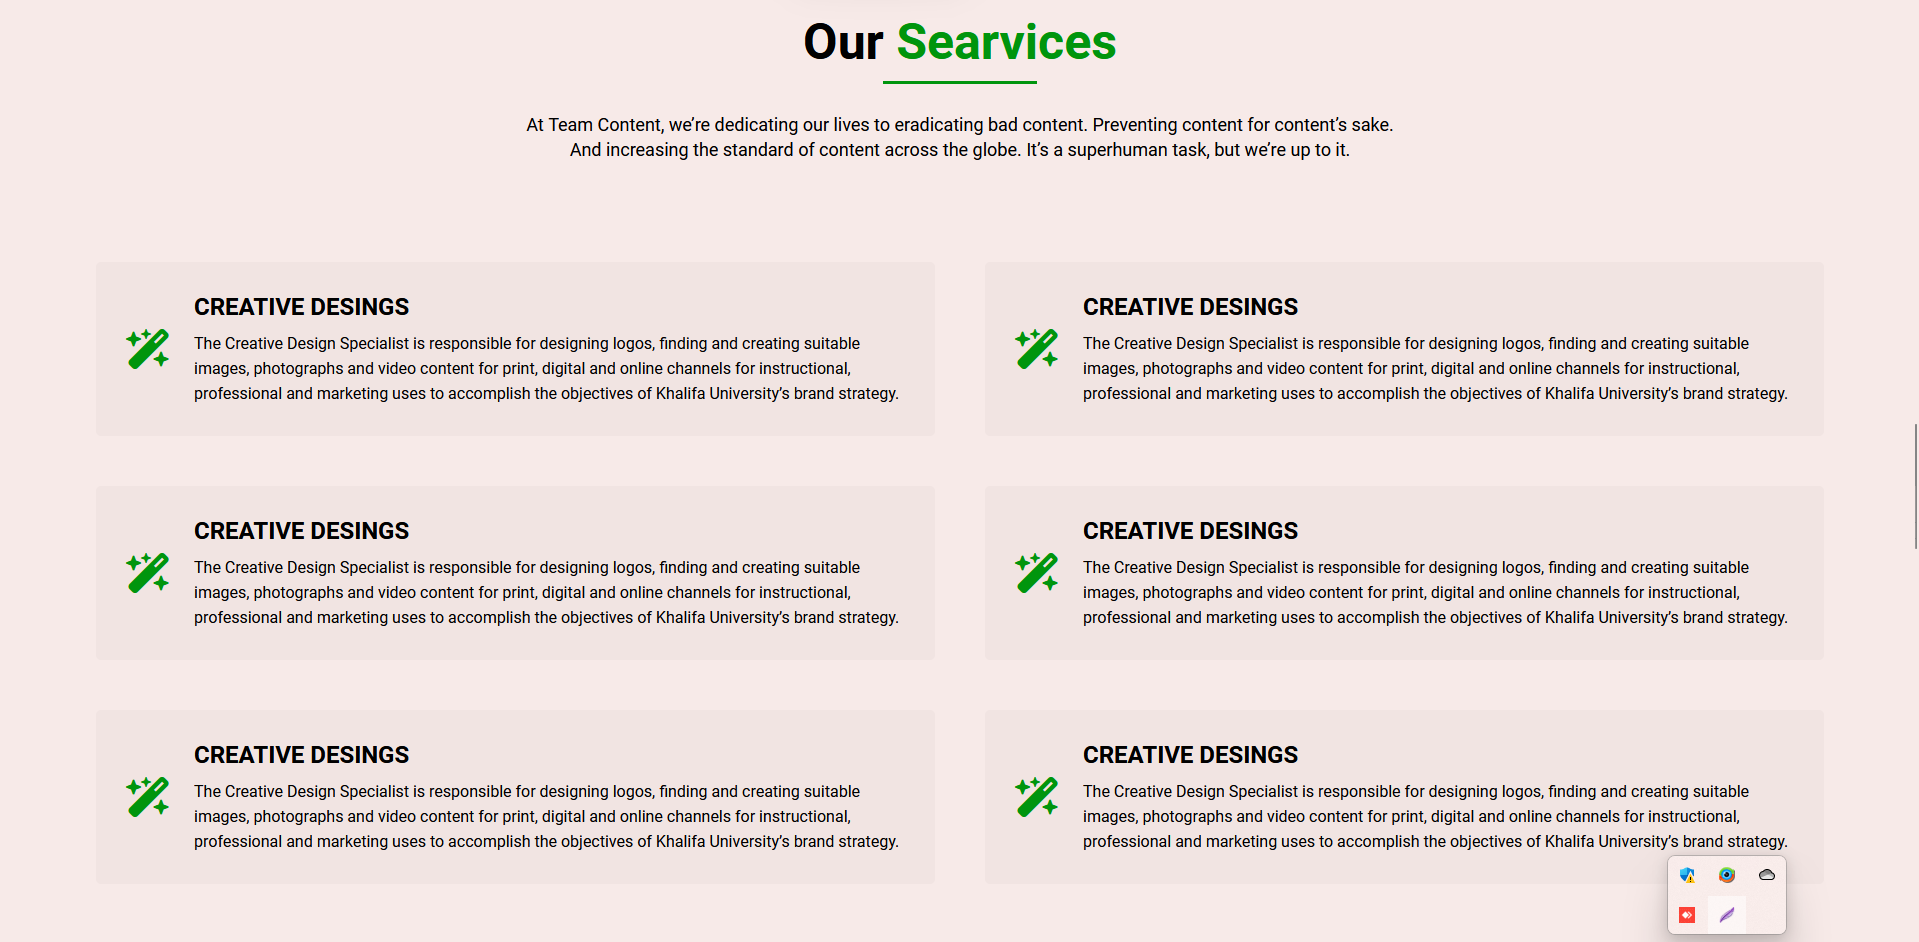 Our Searvices
At Team Content, we’re dedicating our lives to eradicating bad content. Preventing content for content’s sake.
And increasing the standard of content across the globe. It’s a superhuman task, but we’re up to it.
CREATIVE DESINGS
The Creative Design Specialist is responsible for designing logos, finding and creating suitable
images, photographs and video content for print, digital and online channels for instructional,
professional and marketing uses to accomplish the objectives of Khalifa University’s brand strategy.
CREATIVE DESINGS
The Creative Design Specialist is responsible for designing logos, finding and creating suitable
images, photographs and video content for print, digital and online channels for instructional,
professional and marketing uses to accomplish the objectives of Khalifa University’s brand strategy.
CREATIVE DESINGS
The Creative Design Specialist is responsible for designing logos, finding and creating suitable
images, photographs and video content for print, digital and online channels for instructional,
professional and marketing uses to accomplish the objectives of Khalifa University’s brand strategy.
CREATIVE DESINGS
The Creative Design Specialist is responsible for designing logos, finding and creating suitable
images, photographs and video content for print, digital and online channels for instructional,
professional and marketing uses to accomplish the objectives of Khalifa University’s brand strategy.
CREATIVE DESINGS
The Creative Design Specialist is responsible for designing logos, finding and creating suitable
images, photographs and video content for print, digital and online channels for instructional,
professional and marketing uses to accomplish the objectives of Khalifa University’s brand strategy.
CREATIVE DESINGS
The Creative Design Specialist is responsible for designing logos, finding and creating suitable
images, photographs and video content for print, digital and online channels for instructional,
professional and marketing uses to accomplish the objectives of Khalifa University’s brand strategy.